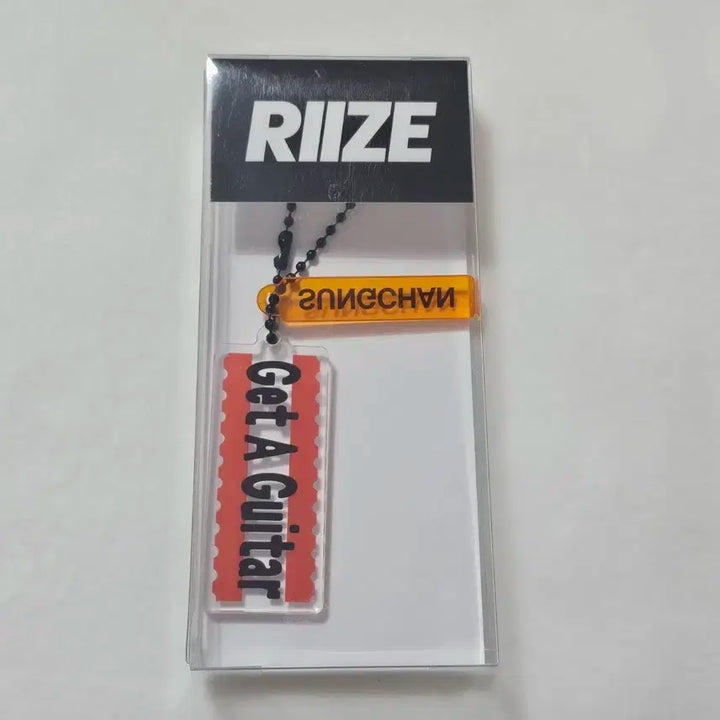 RIIZE
SUNGCHAN
Get A Guitar